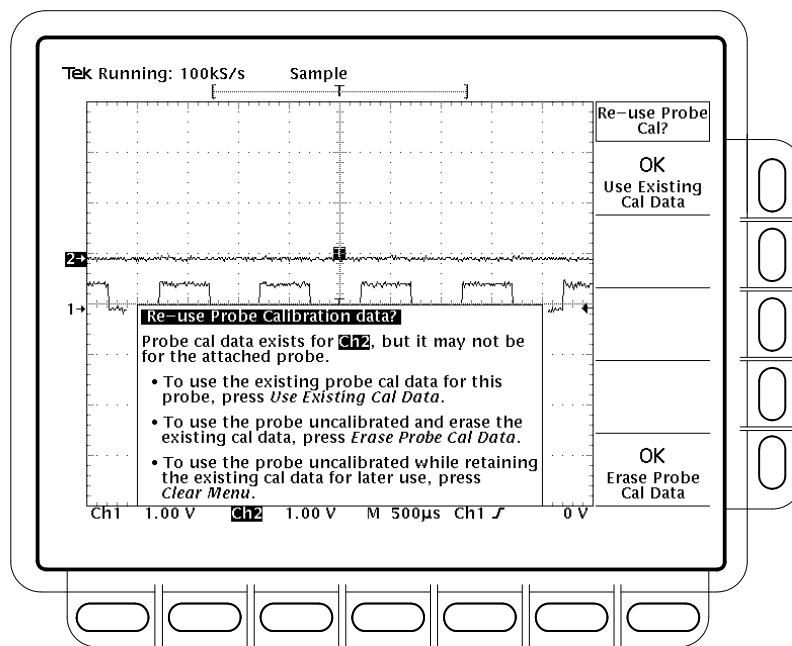 Tek Running: 100kS/s Sample
T
Re-use Probe
Cal?
OK
Use Existing
Cal Data
2→
T
1→
Re-use Probe Calibration data?
Probe cal data exists for Ch2, but it may not be
for the attached probe.
• To use the existing probe cal data for this
probe, press Use Existing Cal Data.
• To use the probe uncalibrated and erase the
existing cal data, press Erase Probe Cal Data.
• To use the probe uncalibrated while retaining
the existing cal data for later use, press
Clear Menu.
OK
Erase Probe
Cal Data
Ch1 1.00 V Ch2 1.00 V M 500µs Ch1 0 V